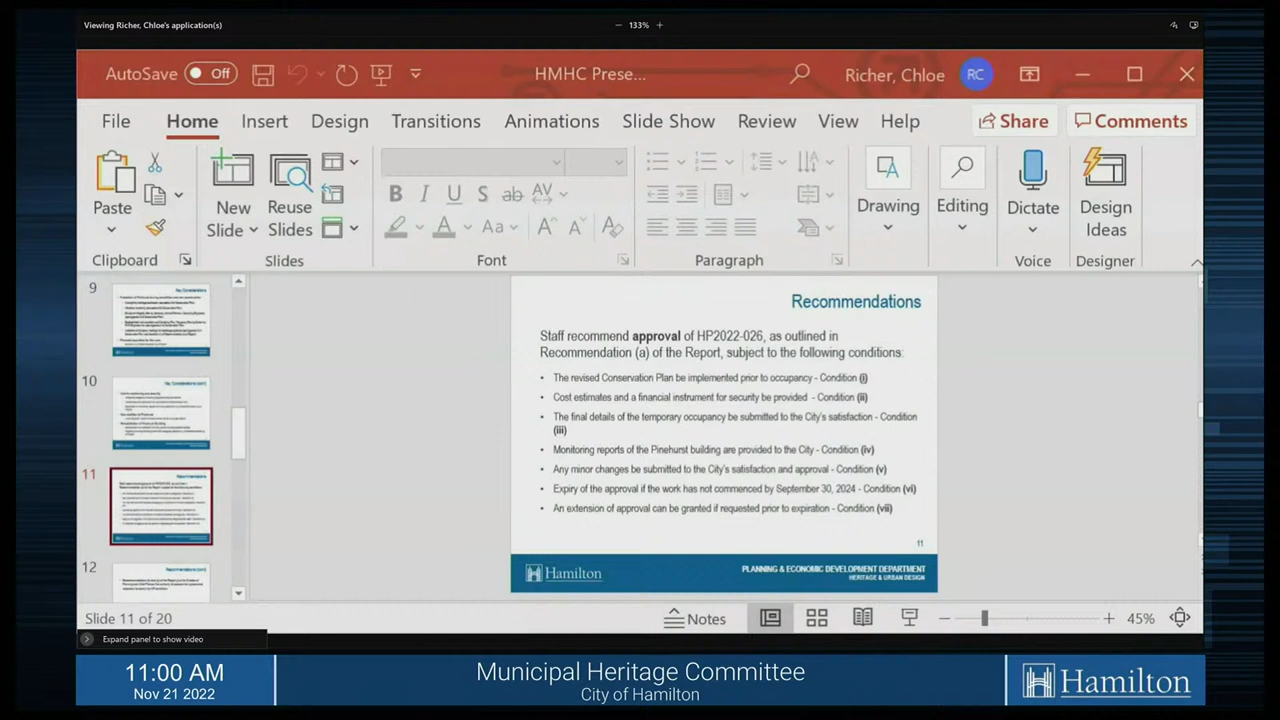 Viewing Richer, Chloe's application(s)
133%
AutoSave Off
HMHC Prese...
Richer, Chloe RC
File Home Insert Design Transitions Animations Slide Show Review View Help Share Comments
Paste
New Slide
Reuse Slides
B I U S ab AV
A Aa A A A
Drawing
Editing
Dictate
Design Ideas
Clipboard Slides Font Paragraph Voice Designer
9
10
11
12
Recommendations
Staff recommend approval of HP2022-026, as outlined in
Recommendation (a) of the Report, subject to the following conditions:
• The revised Conservation Plan be implemented prior to occupancy - Condition (i)
• Cost estimates and a financial instrument for security be provided - Condition (ii)
• The final details of the temporary occupancy be submitted to the City's satisfaction - Condition
(iii)
• Monitoring reports of the Pinehurst building are provided to the City - Condition (iv)
• Any minor changes be submitted to the City's satisfaction and approval - Condition (v)
• Expiry of the approval if the work has not commenced by September 30, 2024 - Condition (vi)
• An extension of approval can be granted if requested prior to expiration - Condition (vii)
11
Hamilton
PLANNING & ECONOMIC DEVELOPMENT DEPARTMENT
HERITAGE & URBAN DESIGN
Slide 11 of 20
Notes
45%
Expand panel to show video
11:00 AM
Nov 21 2022
Municipal Heritage Committee
City of Hamilton
Hamilton